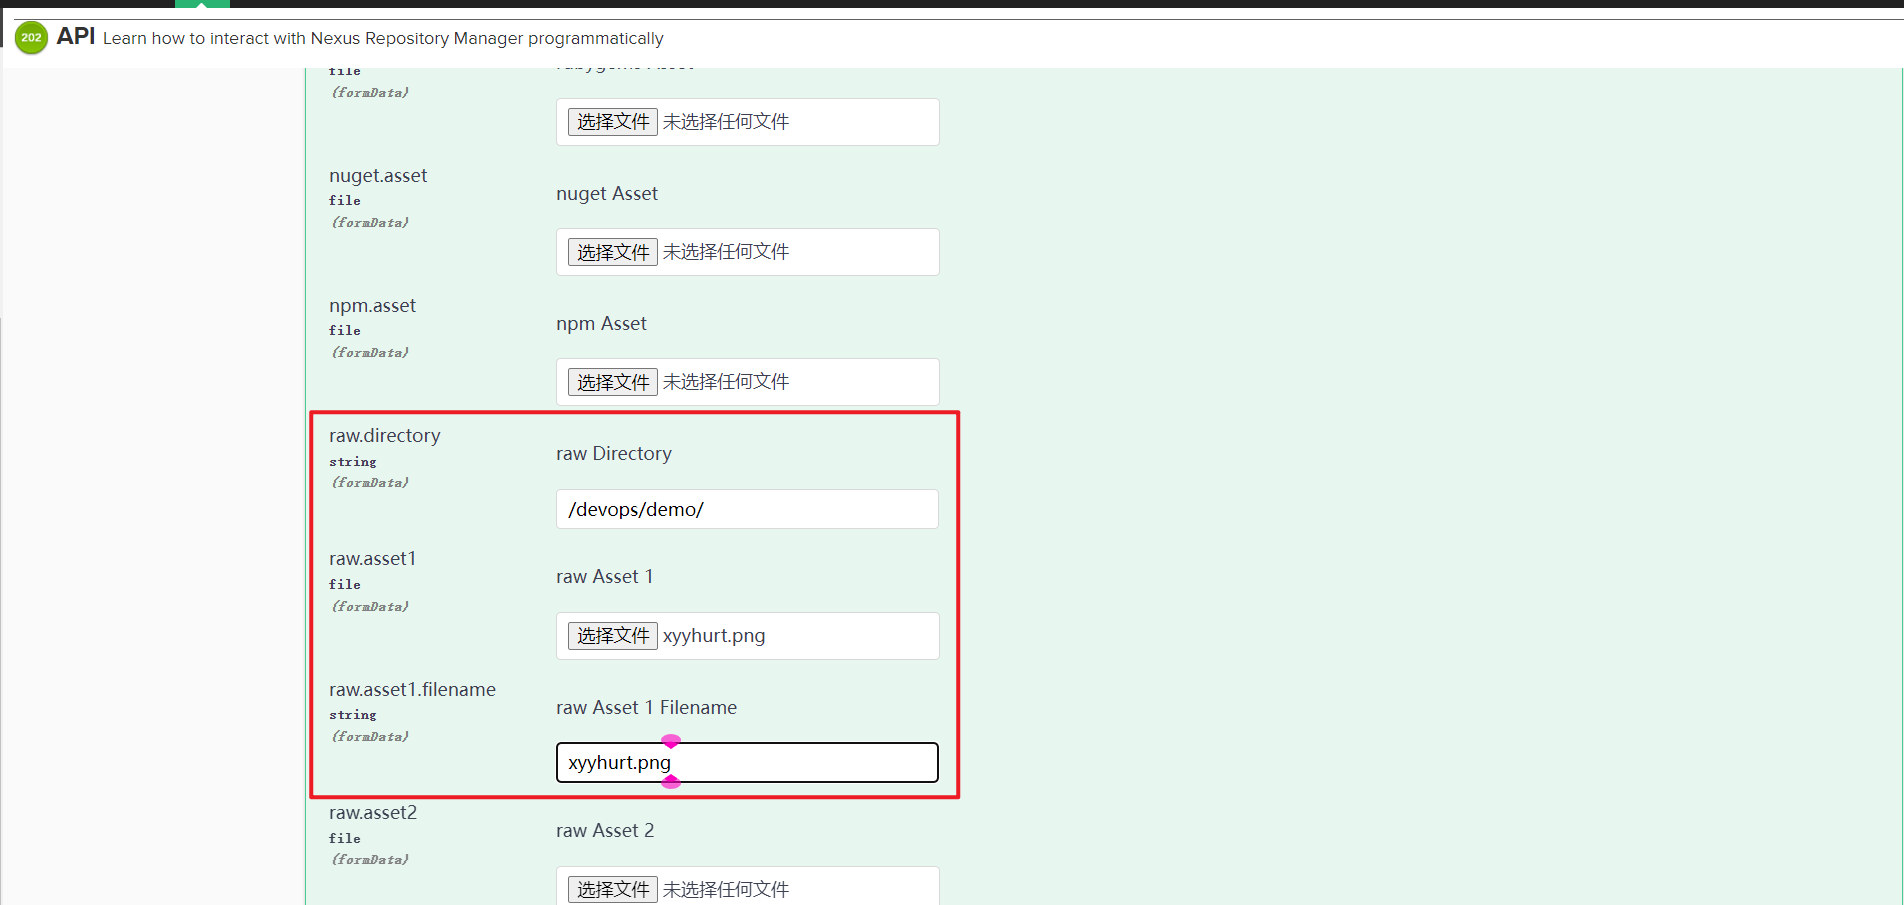 202 API Learn how to interact with Nexus Repository Manager programmatically
file
(formData)
选择文件 未选择任何文件
nuget.asset
nuget Asset
file
(formData)
选择文件 未选择任何文件
npm.asset
npm Asset
file
(formData)
选择文件 未选择任何文件
raw.directory
raw Directory
string
(formData)
/devops/demo/
raw.asset1
raw Asset 1
file
(formData)
选择文件 xyyhurt.png
raw.asset1.filename
raw Asset 1 Filename
string
(formData)
xyyhurt.png
raw.asset2
raw Asset 2
file
(formData)
选择文件 未选择任何文件